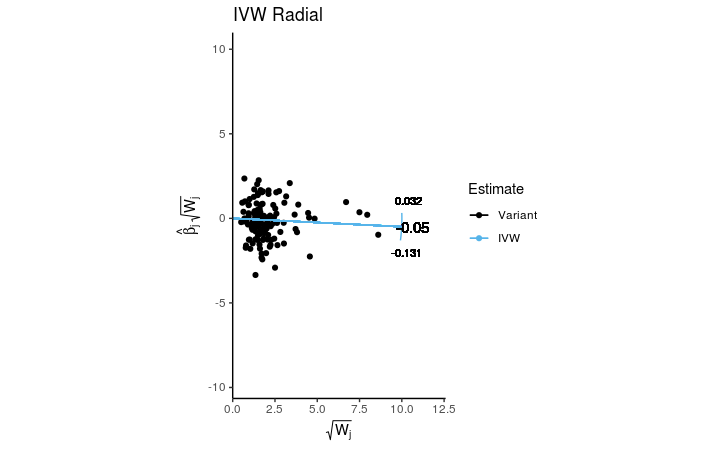 IVW Radial
10
5
0
-5
-10
β̂j√Wj
0.032
-0.05
-0.131
0.0 2.5 5.0 7.5 10.0 12.5
√Wj
Estimate
Variant
IVW